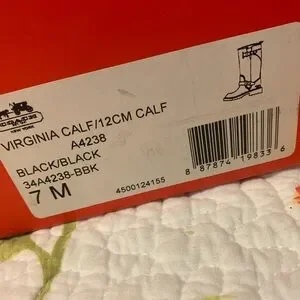 COACH
NEW YORK
VIRGINIA CALF/12CM CALF
A4238
BLACK/BLACK
34A4238-BBK
7 M
4500124155
8 87874 19833 6